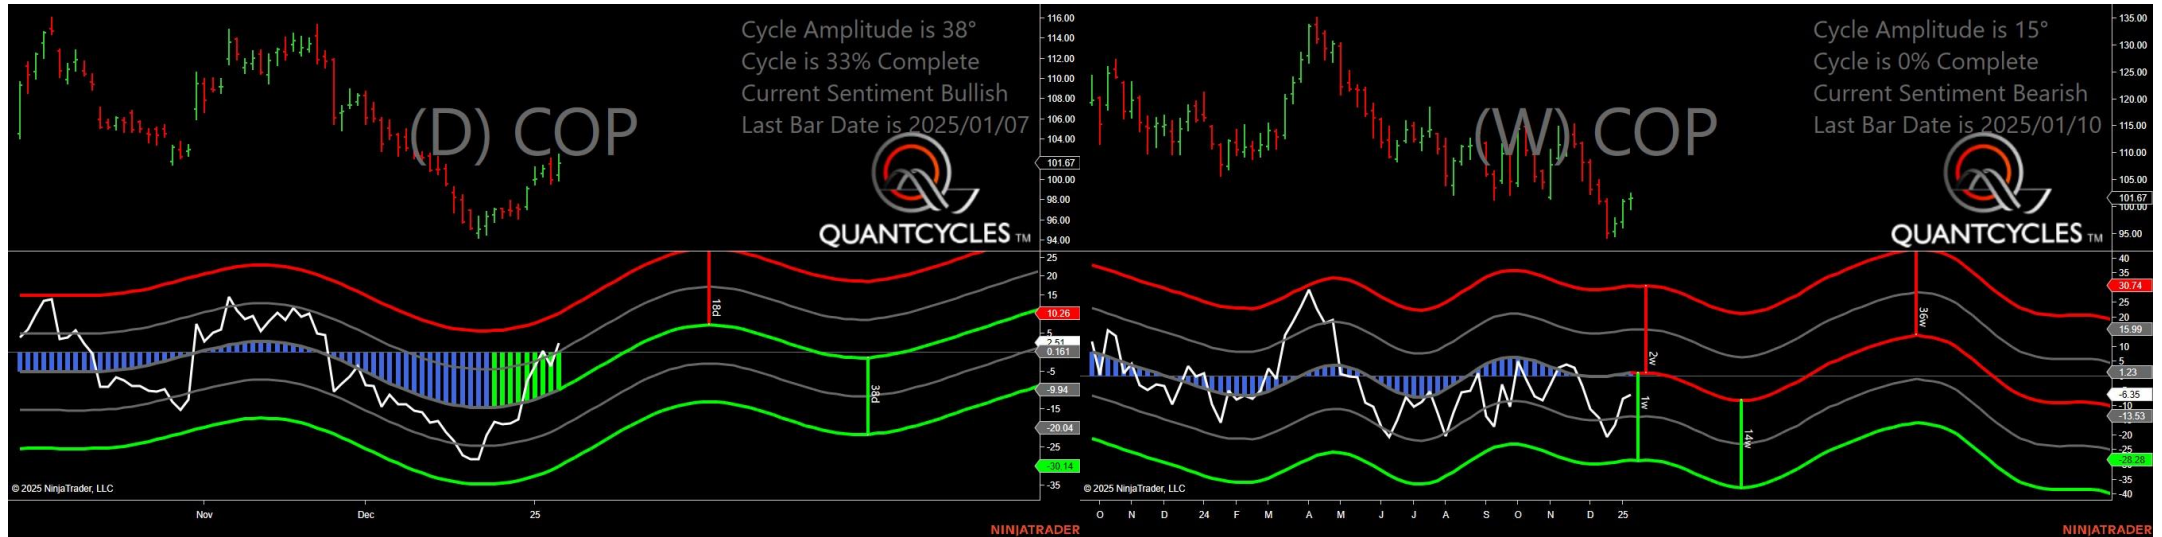 Cycle Amplitude is 38°
Cycle is 33% Complete
Current Sentiment Bullish
Last Bar Date is 2025/01/07
(D) COP
QUANTCYCLES TM
116.00
114.00
112.00
110.00
108.00
106.00
104.00
101.67
100.00
98.00
96.00
94.00
25
20
15
10.26
5
2.51
0.161
-5
-9.94
-15
-20.04
-25
-30.14
-35
18d
38d
© 2025 NinjaTrader, LLC
Nov Dec 25
NINJATRADER
Cycle Amplitude is 15°
Cycle is 0% Complete
Current Sentiment Bearish
Last Bar Date is 2025/01/10
(W) COP
QUANTCYCLES TM
135.00
130.00
125.00
120.00
115.00
110.00
105.00
101.67
100.00
95.00
40
35
30.74
25
20
15.99
10
5
1.23
-6.35
-10
-13.53
-20
-25
-28.28
-35
-40
2w
1w
14w
36w
© 2025 NinjaTrader, LLC
O N D 24 F M A M J J A S O N D 25
NINJATRADER